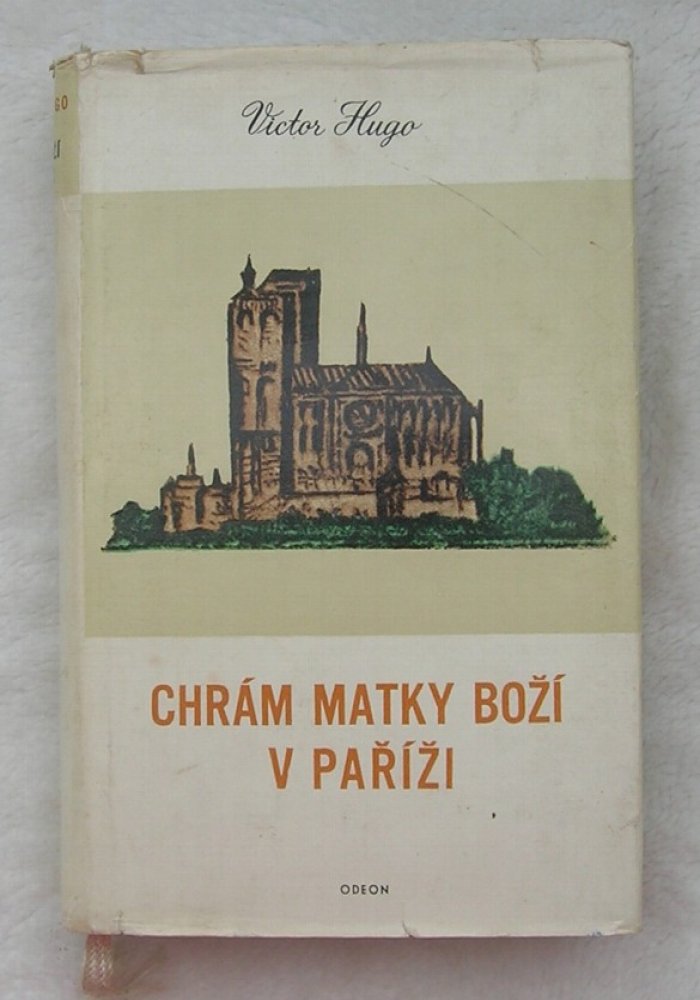 Victor Hugo
CHRÁM MATKY BOŽÍ
V PAŘÍŽI
ODEON